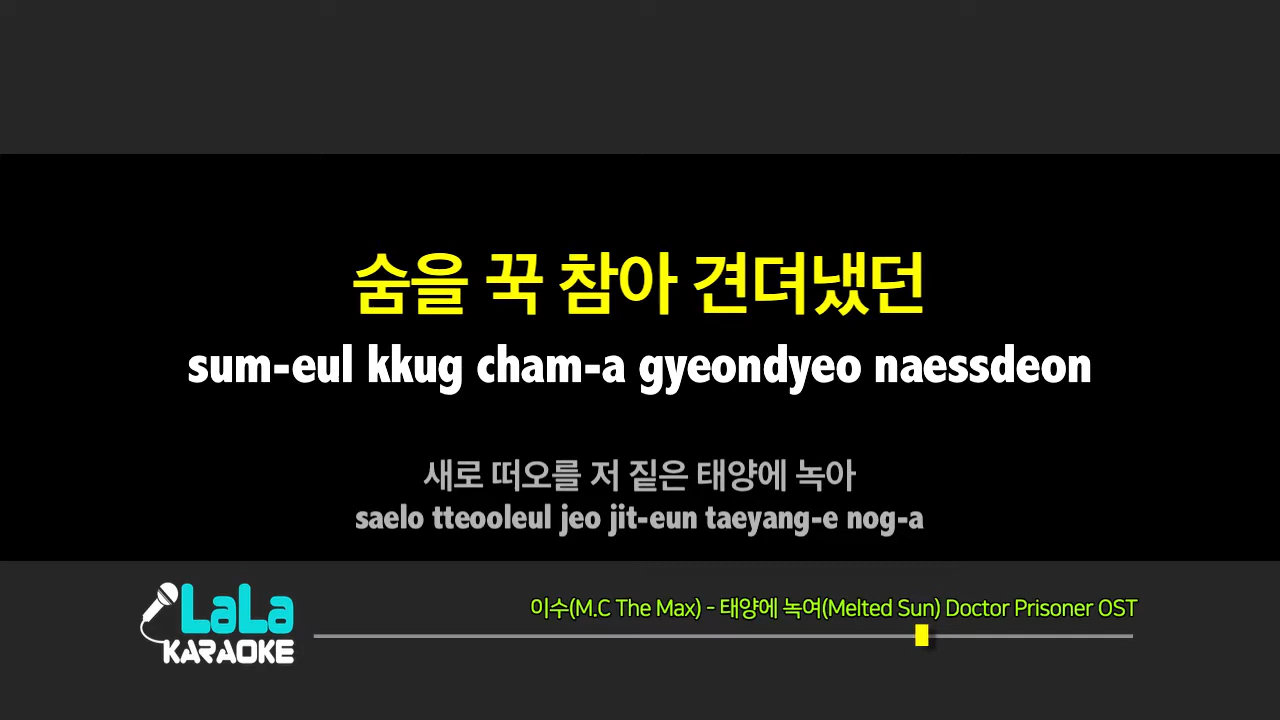 숨을 꾹 참아 견뎌냈던
sum-eul kkug cham-a gyeondyeo naessdeon
새로 떠오를 저 짙은 태양에 녹아
saelo tteooleul jeo jit-eun taeyang-e nog-a
LaLa
KARAOKE
이수(M.C The Max) - 태양에 녹여(Melted Sun) Doctor Prisoner OST